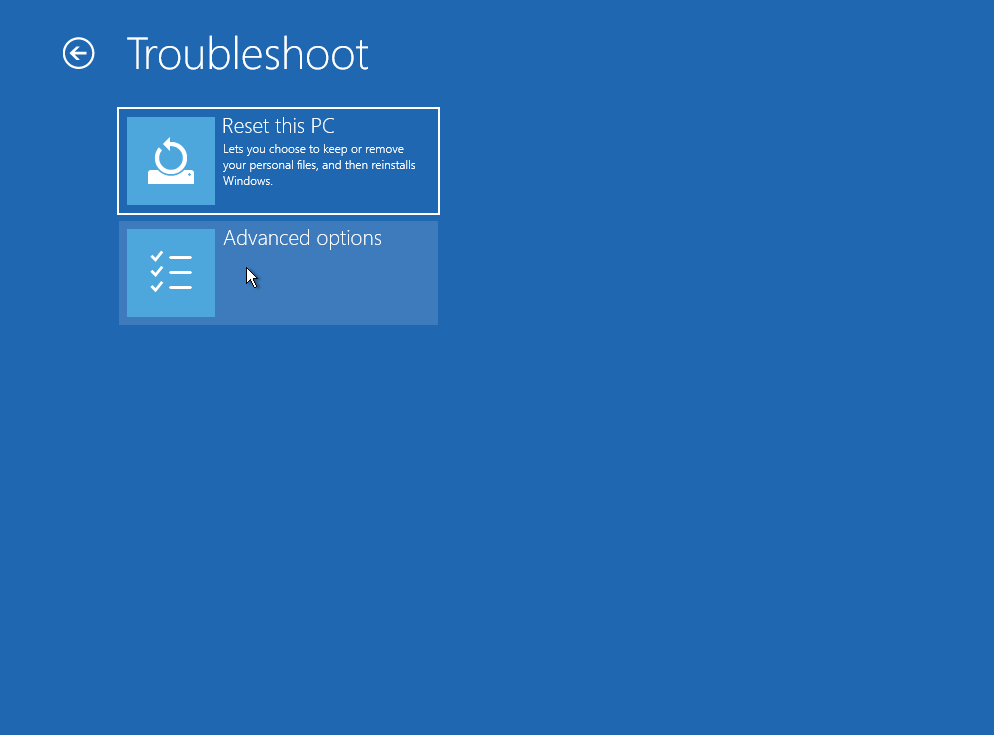 Troubleshoot
Reset this PC
Lets you choose to keep or remove
your personal files, and then reinstalls
Windows.
Advanced options